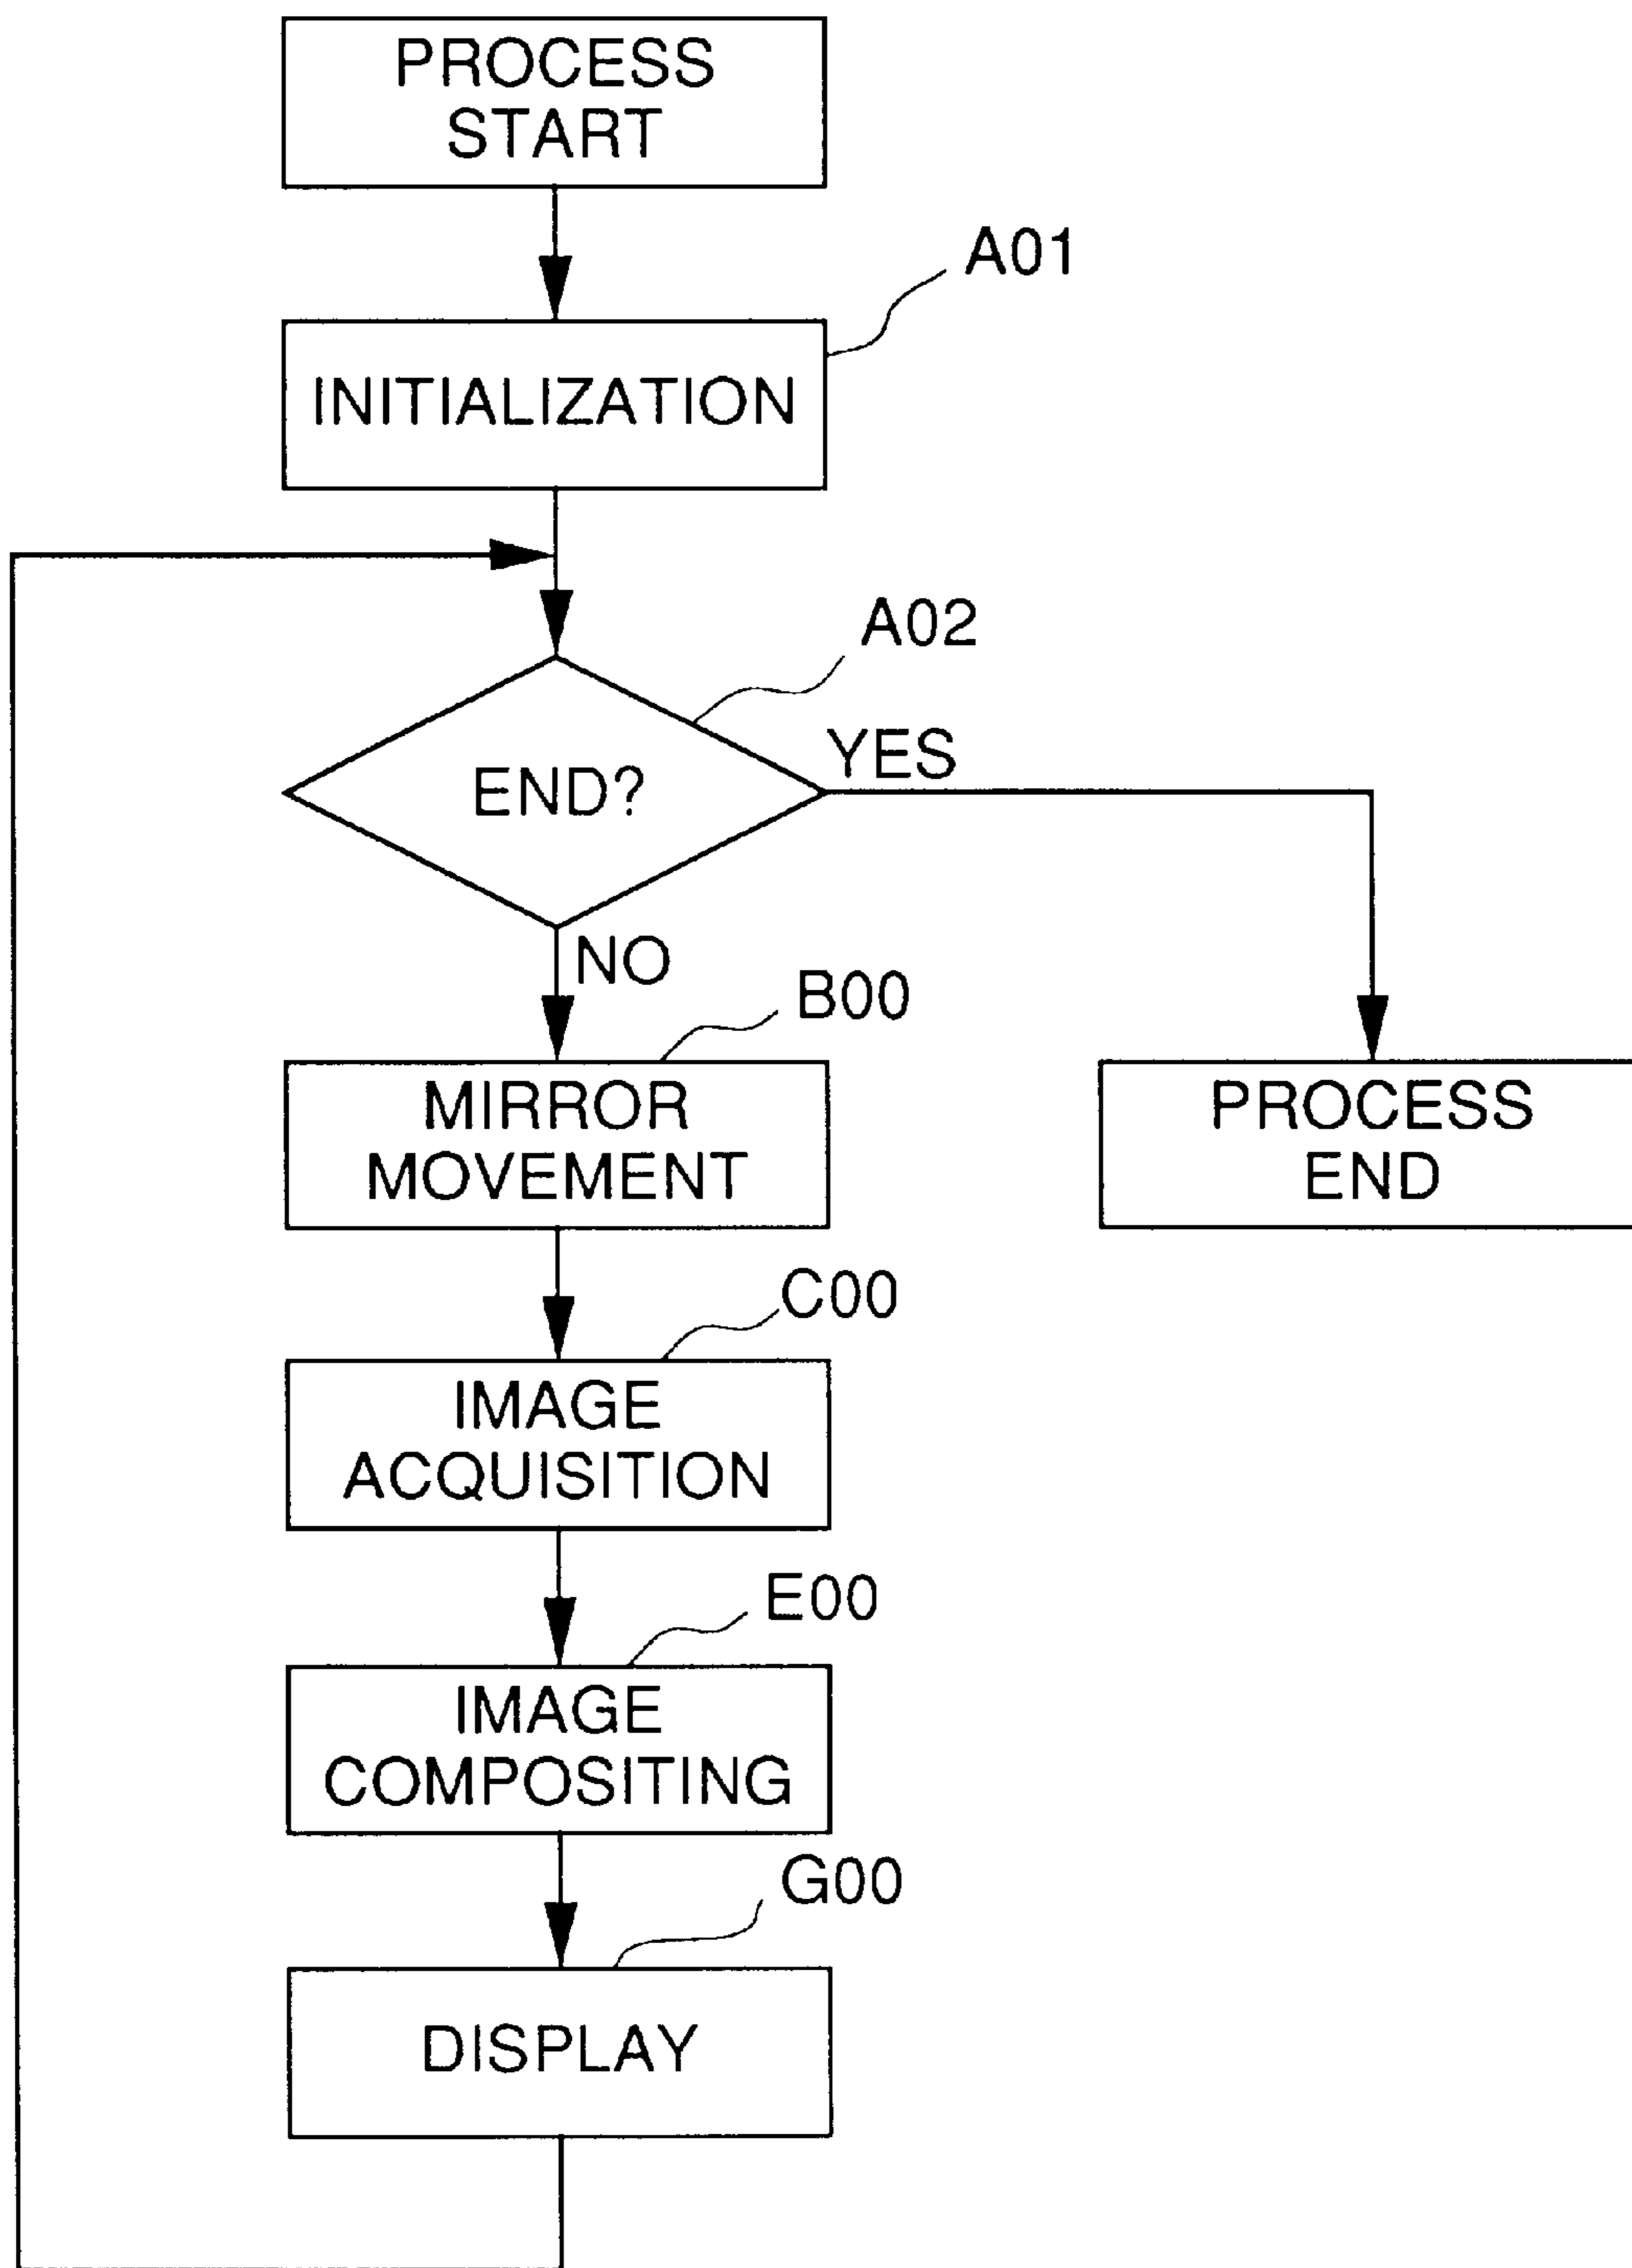 PROCESS
START
A01
INITIALIZATION
A02
END?
YES
NO
B00
MIRROR
MOVEMENT
PROCESS
END
C00
IMAGE
ACQUISITION
E00
IMAGE
COMPOSITING
G00
DISPLAY